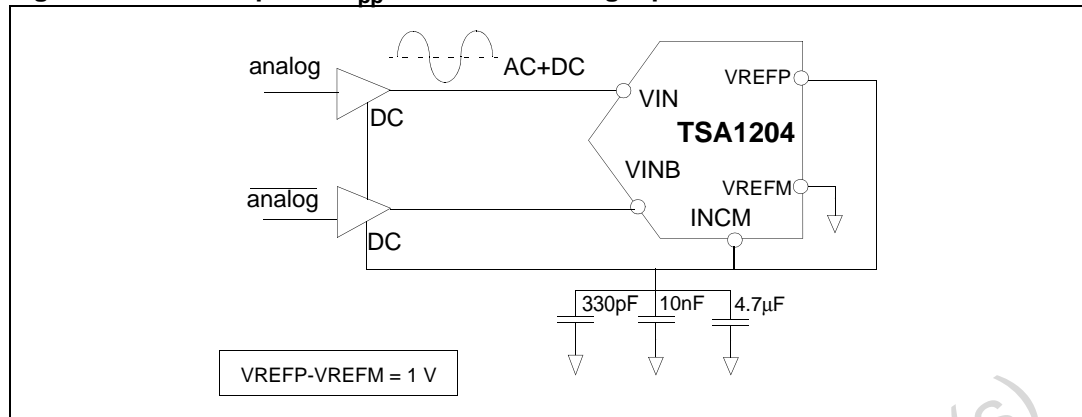 analog
AC+DC
DC
VIN
VREFP
TSA1204
VINB
VREFM
analog
DC
INCM
330pF
10nF
4.7µF
VREFP-VREFM = 1 V